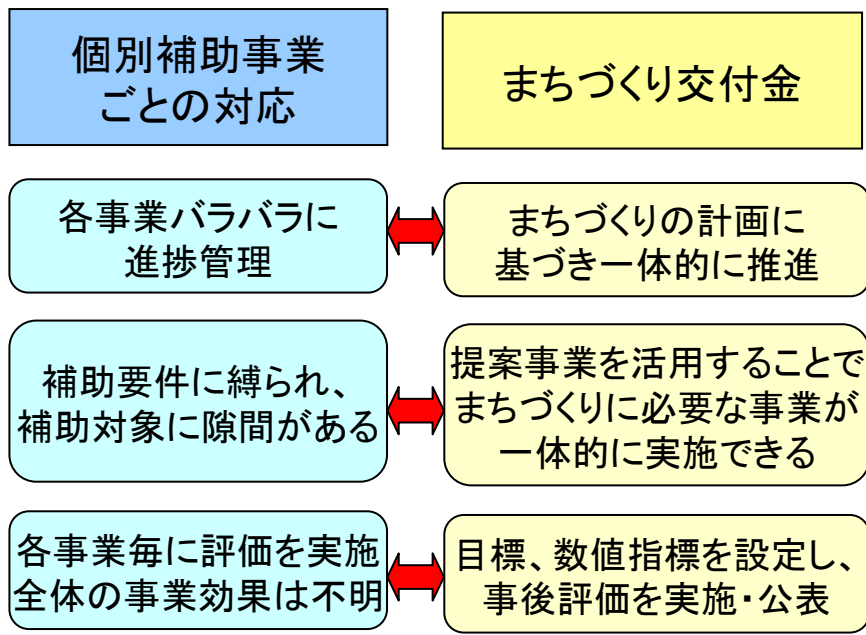 個別補助事業
ごとの対応
まちづくり交付金
各事業バラバラに
進捗管理
まちづくりの計画に
基づき一体的に推進
補助要件に縛られ、
補助対象に隙間がある
提案事業を活用することで
まちづくりに必要な事業が
一体的に実施できる
各事業毎に評価を実施
全体の事業効果は不明
目標、数値指標を設定し、
事後評価を実施・公表